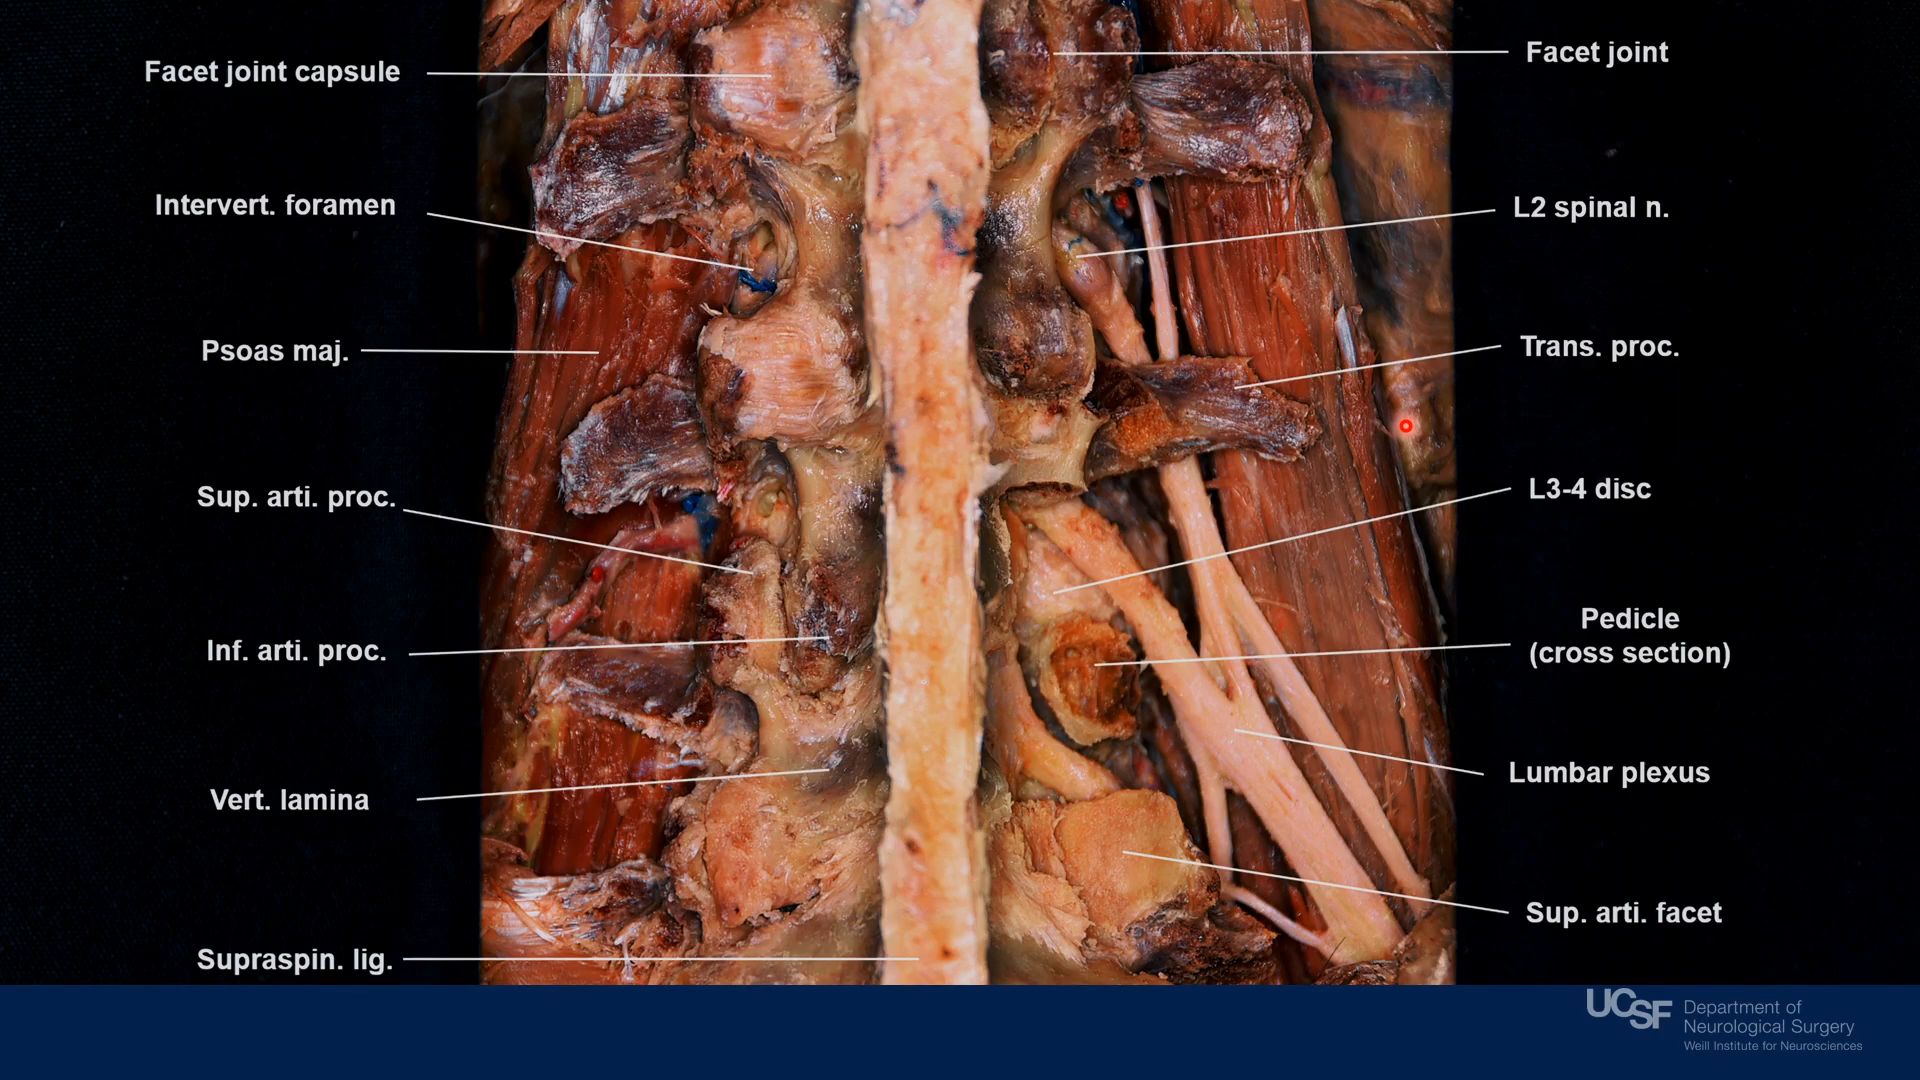 Facet joint capsule
Intervert. foramen
Psoas maj.
Sup. arti. proc.
Inf. arti. proc.
Vert. lamina
Supraspin. lig.
Facet joint
L2 spinal n.
Trans. proc.
L3-4 disc
Pedicle
(cross section)
Lumbar plexus
Sup. arti. facet
UCSF
Department of
Neurological Surgery
Weill Institute for Neurosciences